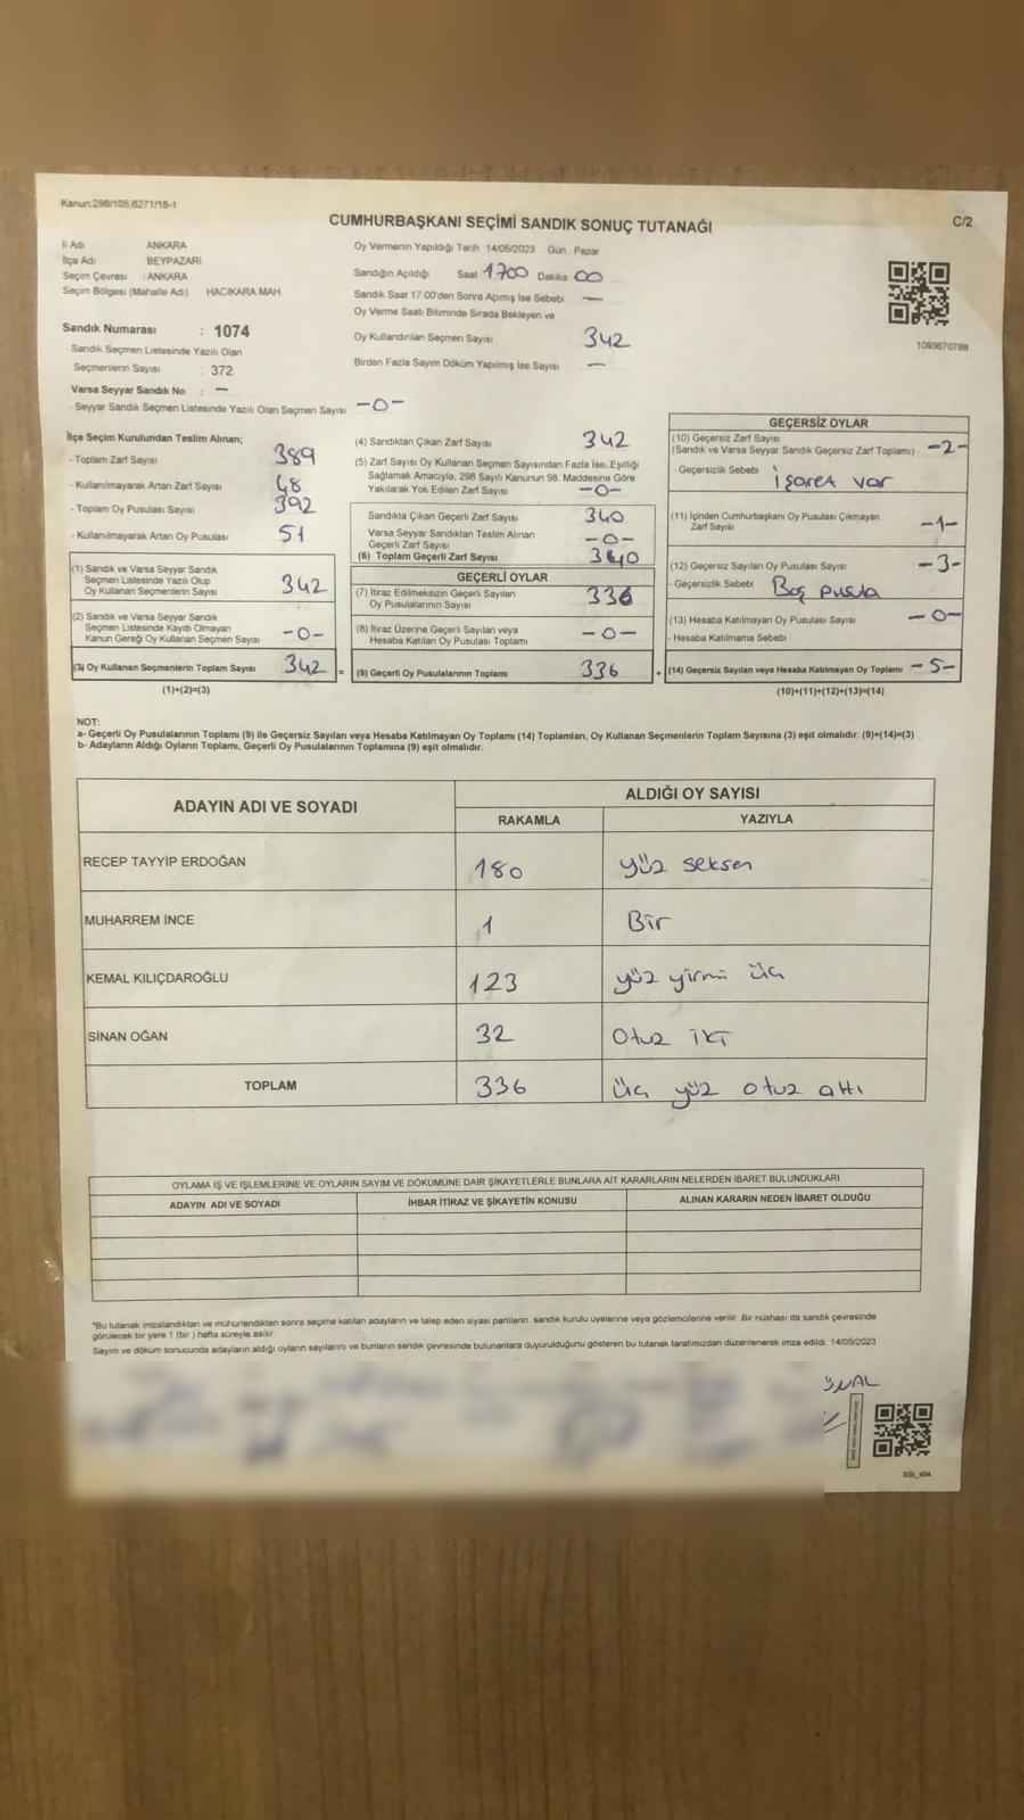 Kanun:298/105,6271/18-1
CUMHURBAŞKANI SEÇİMİ SANDIK SONUÇ TUTANAĞI
C/2
İl Adı ANKARA
İlçe Adı BEYPAZARI
Seçim Çevresi : ANKARA
Seçim Bölgesi (Mahalle Adı) HACIKARA MAH
Sandık Numarası : 1074
Sandık Seçmen Listesinde Yazılı Olan
Seçmenlerin Sayısı : 372
Varsa Seyyar Sandık No : —
Seyyar Sandık Seçmen Listesinde Yazılı Olan Seçmen Sayısı -0-
Oy Vermenin Yapıldığı Tarih 14/05/2023 Gün : Pazar
Sandığın Açıldığı Saat 1700 Dakika 00
Sandık Saat 17.00'den Sonra Açılmış İse Sebebi —
Oy Verme Saati Bitiminde Sırada Bekleyen ve
Oy Kullandırılan Seçmen Sayısı 342
Birden Fazla Sayım Döküm Yapılmış İse Sayısı —
1089670798
İlçe Seçim Kurulundan Teslim Alınan;
- Toplam Zarf Sayısı 389
- Kullanılmayarak Artan Zarf Sayısı 48
- Toplam Oy Pusulası Sayısı 392
- Kullanılmayarak Artan Oy Pusulası 51
(1) Sandık ve Varsa Seyyar Sandık
Seçmen Listesinde Yazılı Olup
Oy Kullanan Seçmenlerin Sayısı 342
(2) Sandık ve Varsa Seyyar Sandık
Seçmen Listesinde Kaydı Olmayan
Kanun Gereği Oy Kullanan Seçmen Sayısı -0-
(3) Oy Kullanan Seçmenlerin Toplam Sayısı 342 =
(1)+(2)=(3)
(4) Sandıktan Çıkan Zarf Sayısı 342
(5) Zarf Sayısı Oy Kullanan Seçmen Sayısından Fazla İse, Eşitliği
Sağlamak Amacıyla, 298 Sayılı Kanunun 98. Maddesine Göre
Yakılarak Yok Edilen Zarf Sayısı -0-
Sandıkta Çıkan Geçerli Zarf Sayısı 340
Varsa Seyyar Sandıktan Teslim Alınan
Geçerli Zarf Sayısı -0-
(6) Toplam Geçerli Zarf Sayısı 340
GEÇERLİ OYLAR
(7) İtiraz Edilmeksizin Geçerli Sayılan
Oy Pusulalarının Sayısı 336
(8) İtiraz Üzerine Geçerli Sayılan veya
Hesaba Katılan Oy Pusulası Toplamı -0-
(9) Geçerli Oy Pusulalarının Toplamı 336 +
GEÇERSİZ OYLAR
(10) Geçersiz Zarf Sayısı
(Sandık ve Varsa Seyyar Sandık Geçersiz Zarf Toplamı) -2-
- Geçersizlik Sebebi işaret var
(11) İçinden Cumhurbaşkanı Oy Pusulası Çıkmayan
Zarf Sayısı -1-
(12) Geçersiz Sayılan Oy Pusulası Sayısı -3-
- Geçersizlik Sebebi Boş pusula
(13) Hesaba Katılmayan Oy Pusulası Sayısı -0-
- Hesaba Katılmama Sebebi
(14) Geçersiz Sayılan veya Hesaba Katılmayan Oy Toplamı -5-
(10)+(11)+(12)+(13)=(14)
NOT:
a- Geçerli Oy Pusulalarının Toplamı (9) ile Geçersiz Sayılan veya Hesaba Katılmayan Oy Toplamı (14) Toplamları, Oy Kullanan Seçmenlerin Toplam Sayısına (3) eşit olmalıdır. (9)+(14)=(3)
b- Adayların Aldığı Oyların Toplamı, Geçerli Oy Pusulalarının Toplamına (9) eşit olmalıdır.
ADAYIN ADI VE SOYADI
ALDIĞI OY SAYISI
RAKAMLA YAZIYLA
RECEP TAYYİP ERDOĞAN 180 yüz seksen
MUHARREM İNCE 1 Bir
KEMAL KILIÇDAROĞLU 123 yüz yirmi üç
SİNAN OĞAN 32 Otuz iki
TOPLAM 336 üç yüz otuz altı
OYLAMA İŞ VE İŞLEMLERİNE VE OYLARIN SAYIM VE DÖKÜMÜNE DAİR ŞİKAYETLERLE BUNLARA AİT KARARLARIN NELERDEN İBARET BULUNDUKLARI
ADAYIN ADI VE SOYADI İHBAR İTİRAZ VE ŞİKAYETİN KONUSU ALINAN KARARIN NEDEN İBARET OLDUĞU
"Bu tutanak imzalandıktan ve mühürlendikten sonra seçime katılan adayların ve talep eden siyasi partilerin sandık kurulu üyelerine veya gözlemcilerine verilir. Bir nüshası da sandık çevresinde
görülecek bir yere 1 (bir ) hafta süreyle asılır.
Sayım ve döküm sonucunda adayların aldığı oyların sayılarını ve bunların sandık çevresinde bulunanlara duyurulduğunu gösteren bu tutanak tarafımızdan düzenlenerek imza edildi. 14/05/2023
ÜNAL